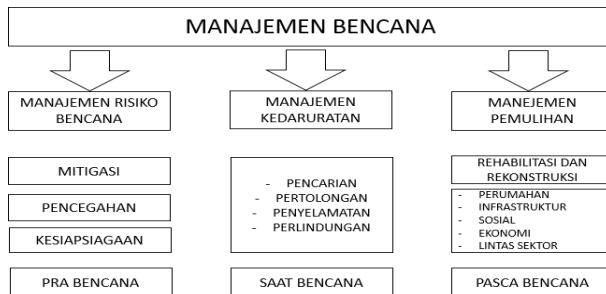 MANAJEMEN BENCANA
MANAJEMEN RISIKO
BENCANA
MITIGASI
PENCEGAHAN
KESIAPSIAGAAN
PRA BENCANA
MANAJEMEN
KEDARURATAN
- PENCARIAN
- PERTOLONGAN
- PENYELAMATAN
- PERLINDUNGAN
SAAT BENCANA
MANEJEMEN
PEMULIHAN
REHABILITASI DAN
REKONSTRUKSI
- PERUMAHAN
- INFRASTRUKTUR
- SOSIAL
- EKONOMI
- LINTAS SEKTOR
PASCA BENCANA